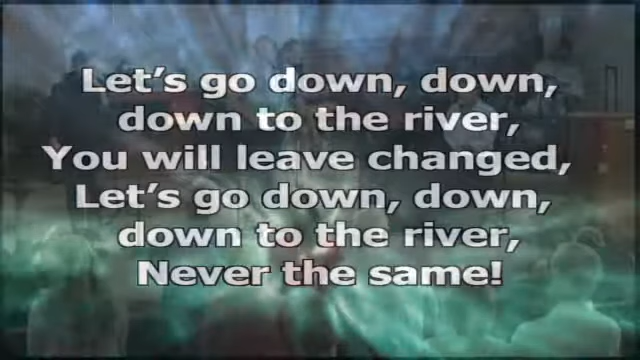 Let's go down, down,
down to the river,
You will leave changed,
Let's go down, down,
down to the river,
Never the same!